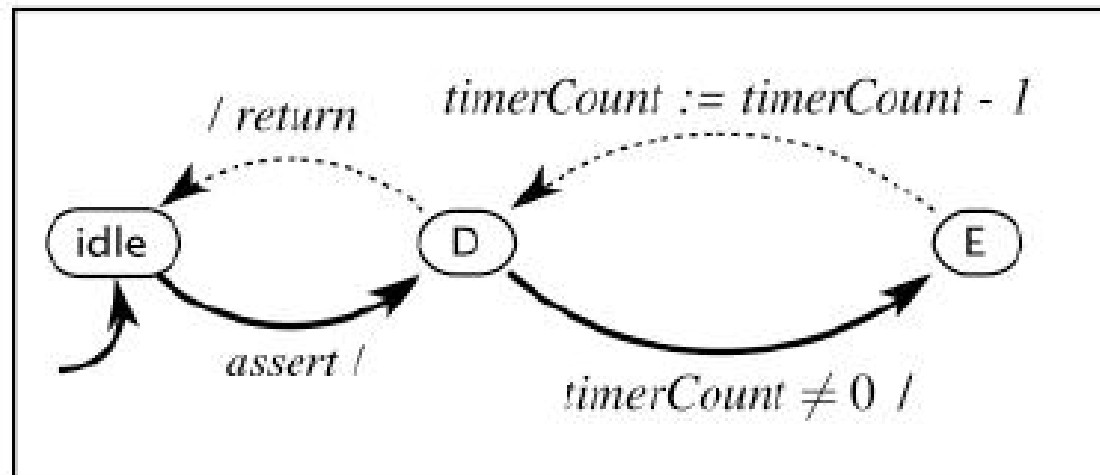 timerCount := timerCount - 1
/ return
idle
D
E
assert /
timerCount ≠ 0 /